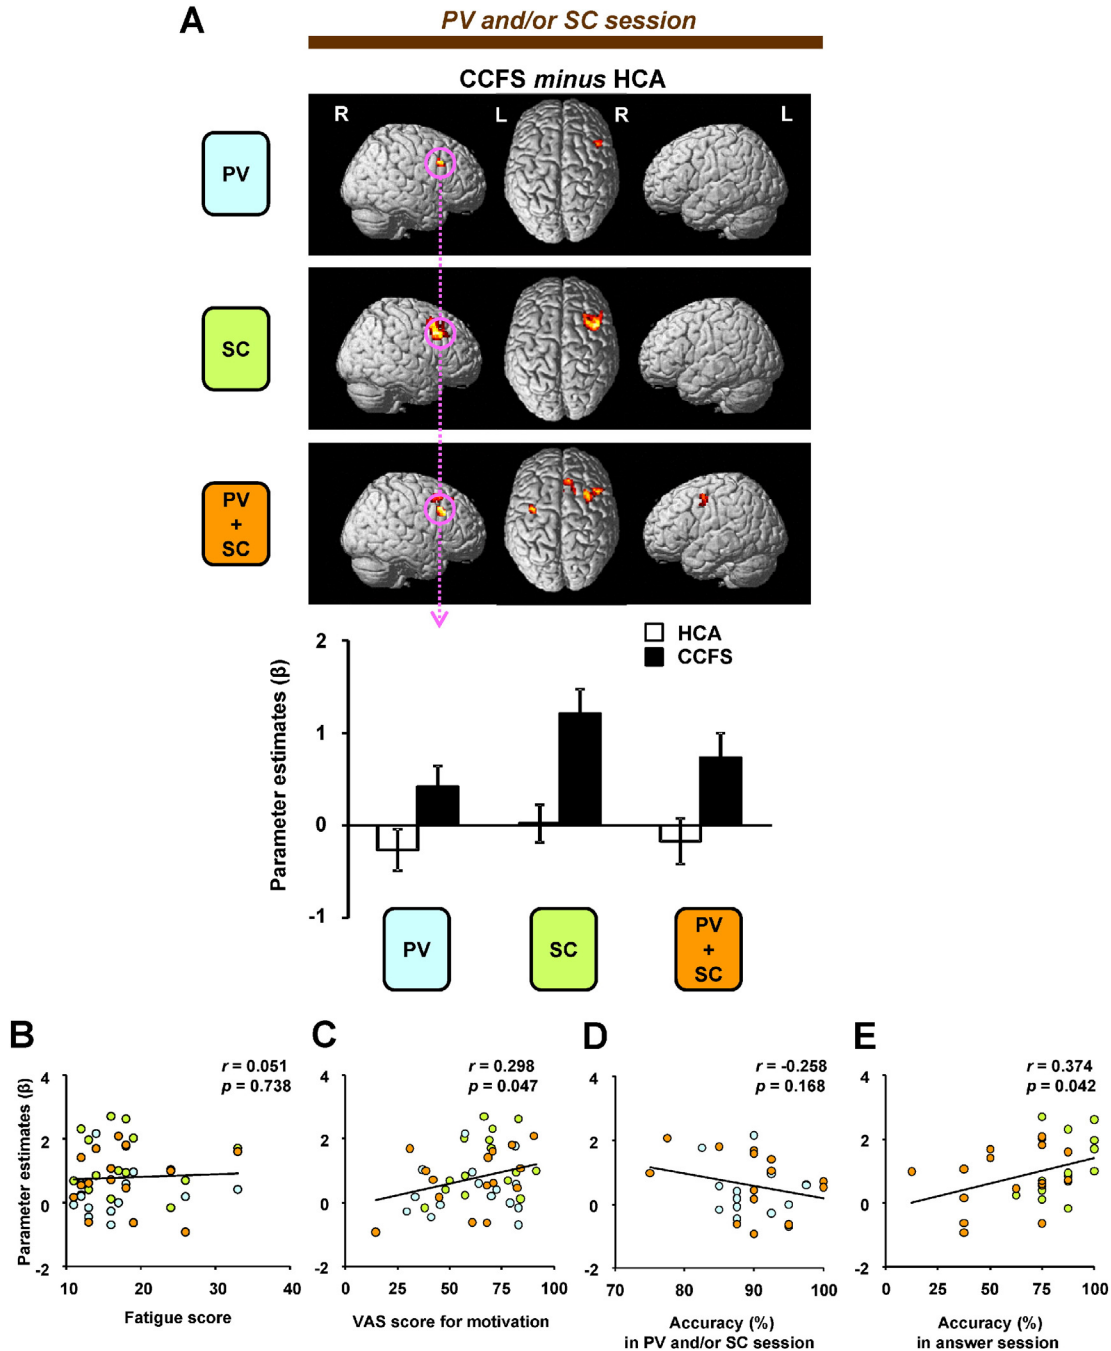 A
PV and/or SC session
CCFS minus HCA
R
L
R
L
PV
SC
PV
+
SC
2
1
0
-1
Parameter estimates (β)
HCA
CCFS
PV
SC
PV
+
SC
B
r = 0.051
p = 0.738
4
2
0
-2
10
20
30
40
Parameter estimates (β)
Fatigue score
C
r = 0.298
p = 0.047
4
2
0
-2
0
25
50
75
100
VAS score for motivation
D
r = -0.258
p = 0.168
4
2
0
-2
70
80
90
100
Accuracy (%)
in PV and/or SC session
E
r = 0.374
p = 0.042
4
2
0
-2
0
25
50
75
100
Accuracy (%)
in answer session